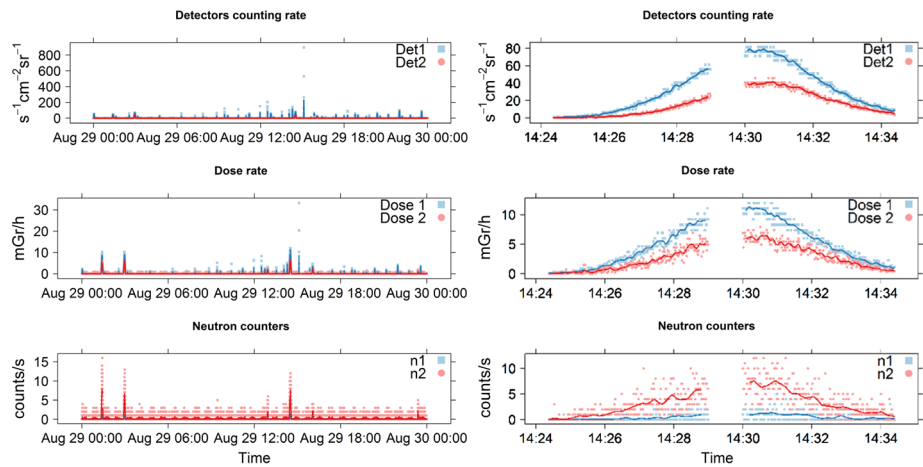 Detectors counting rate
s⁻¹cm⁻²sr⁻¹
800
600
400
200
0
Det1
Det2
Aug 29 00:00 Aug 29 06:00 Aug 29 12:00 Aug 29 18:00 Aug 30 00:00
Detectors counting rate
s⁻¹cm⁻²sr⁻¹
80
60
40
20
0
Det1
Det2
14:24 14:26 14:28 14:30 14:32 14:34
Dose rate
mGr/h
30
20
10
0
Dose 1
Dose 2
Aug 29 00:00 Aug 29 06:00 Aug 29 12:00 Aug 29 18:00 Aug 30 00:00
Dose rate
mGr/h
10
5
0
Dose 1
Dose 2
14:24 14:26 14:28 14:30 14:32 14:34
Neutron counters
counts/s
15
10
5
0
n1
n2
Aug 29 00:00 Aug 29 06:00 Aug 29 12:00 Aug 29 18:00 Aug 30 00:00
Time
Neutron counters
counts/s
10
5
0
n1
n2
14:24 14:26 14:28 14:30 14:32 14:34
Time